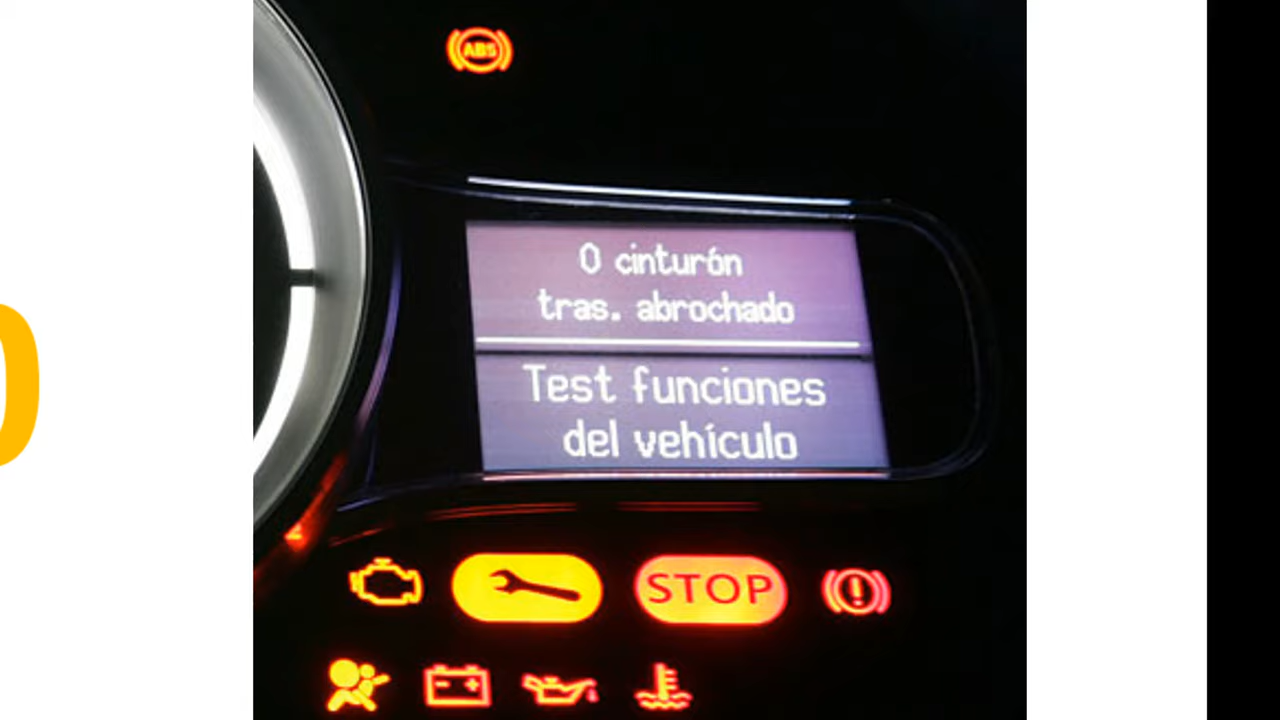 ABS
0 cinturón
tras. abrochado
Test funciones
del vehículo
STOP